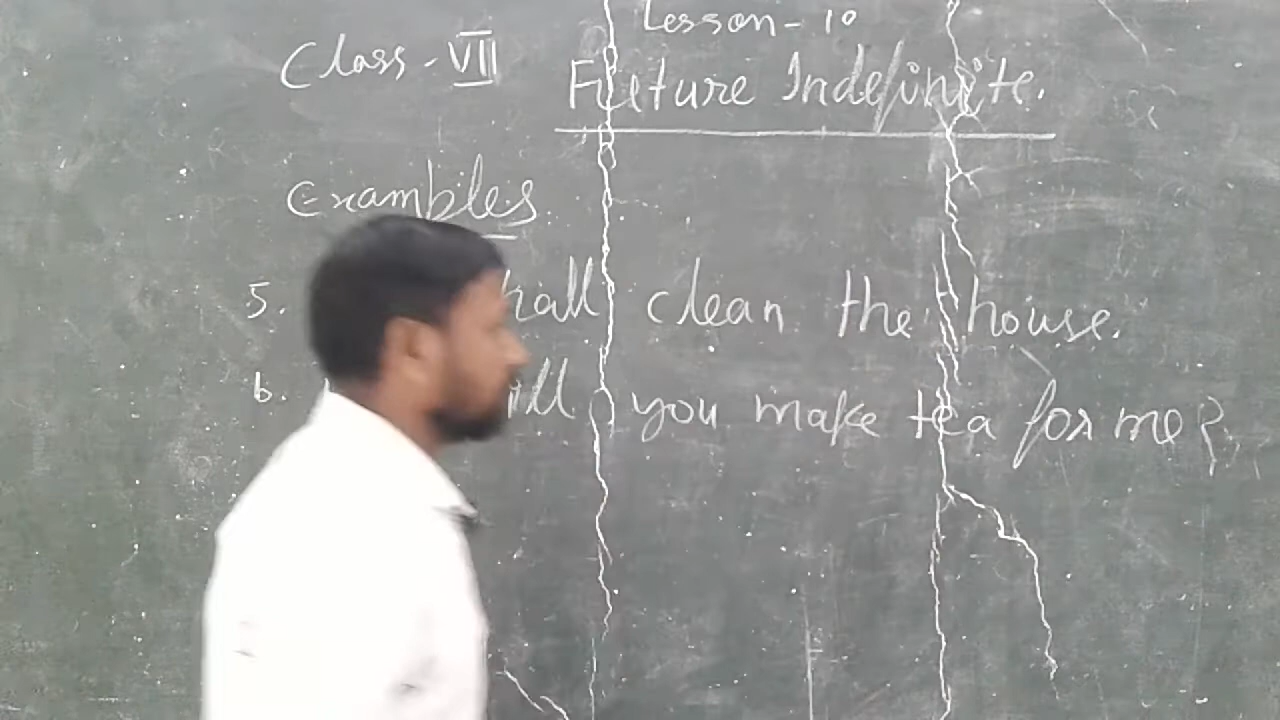 Lesson - 10
Class - VII Future Indefinite.
Examples
5. hall clean the house.
6. ill you make tea for me?